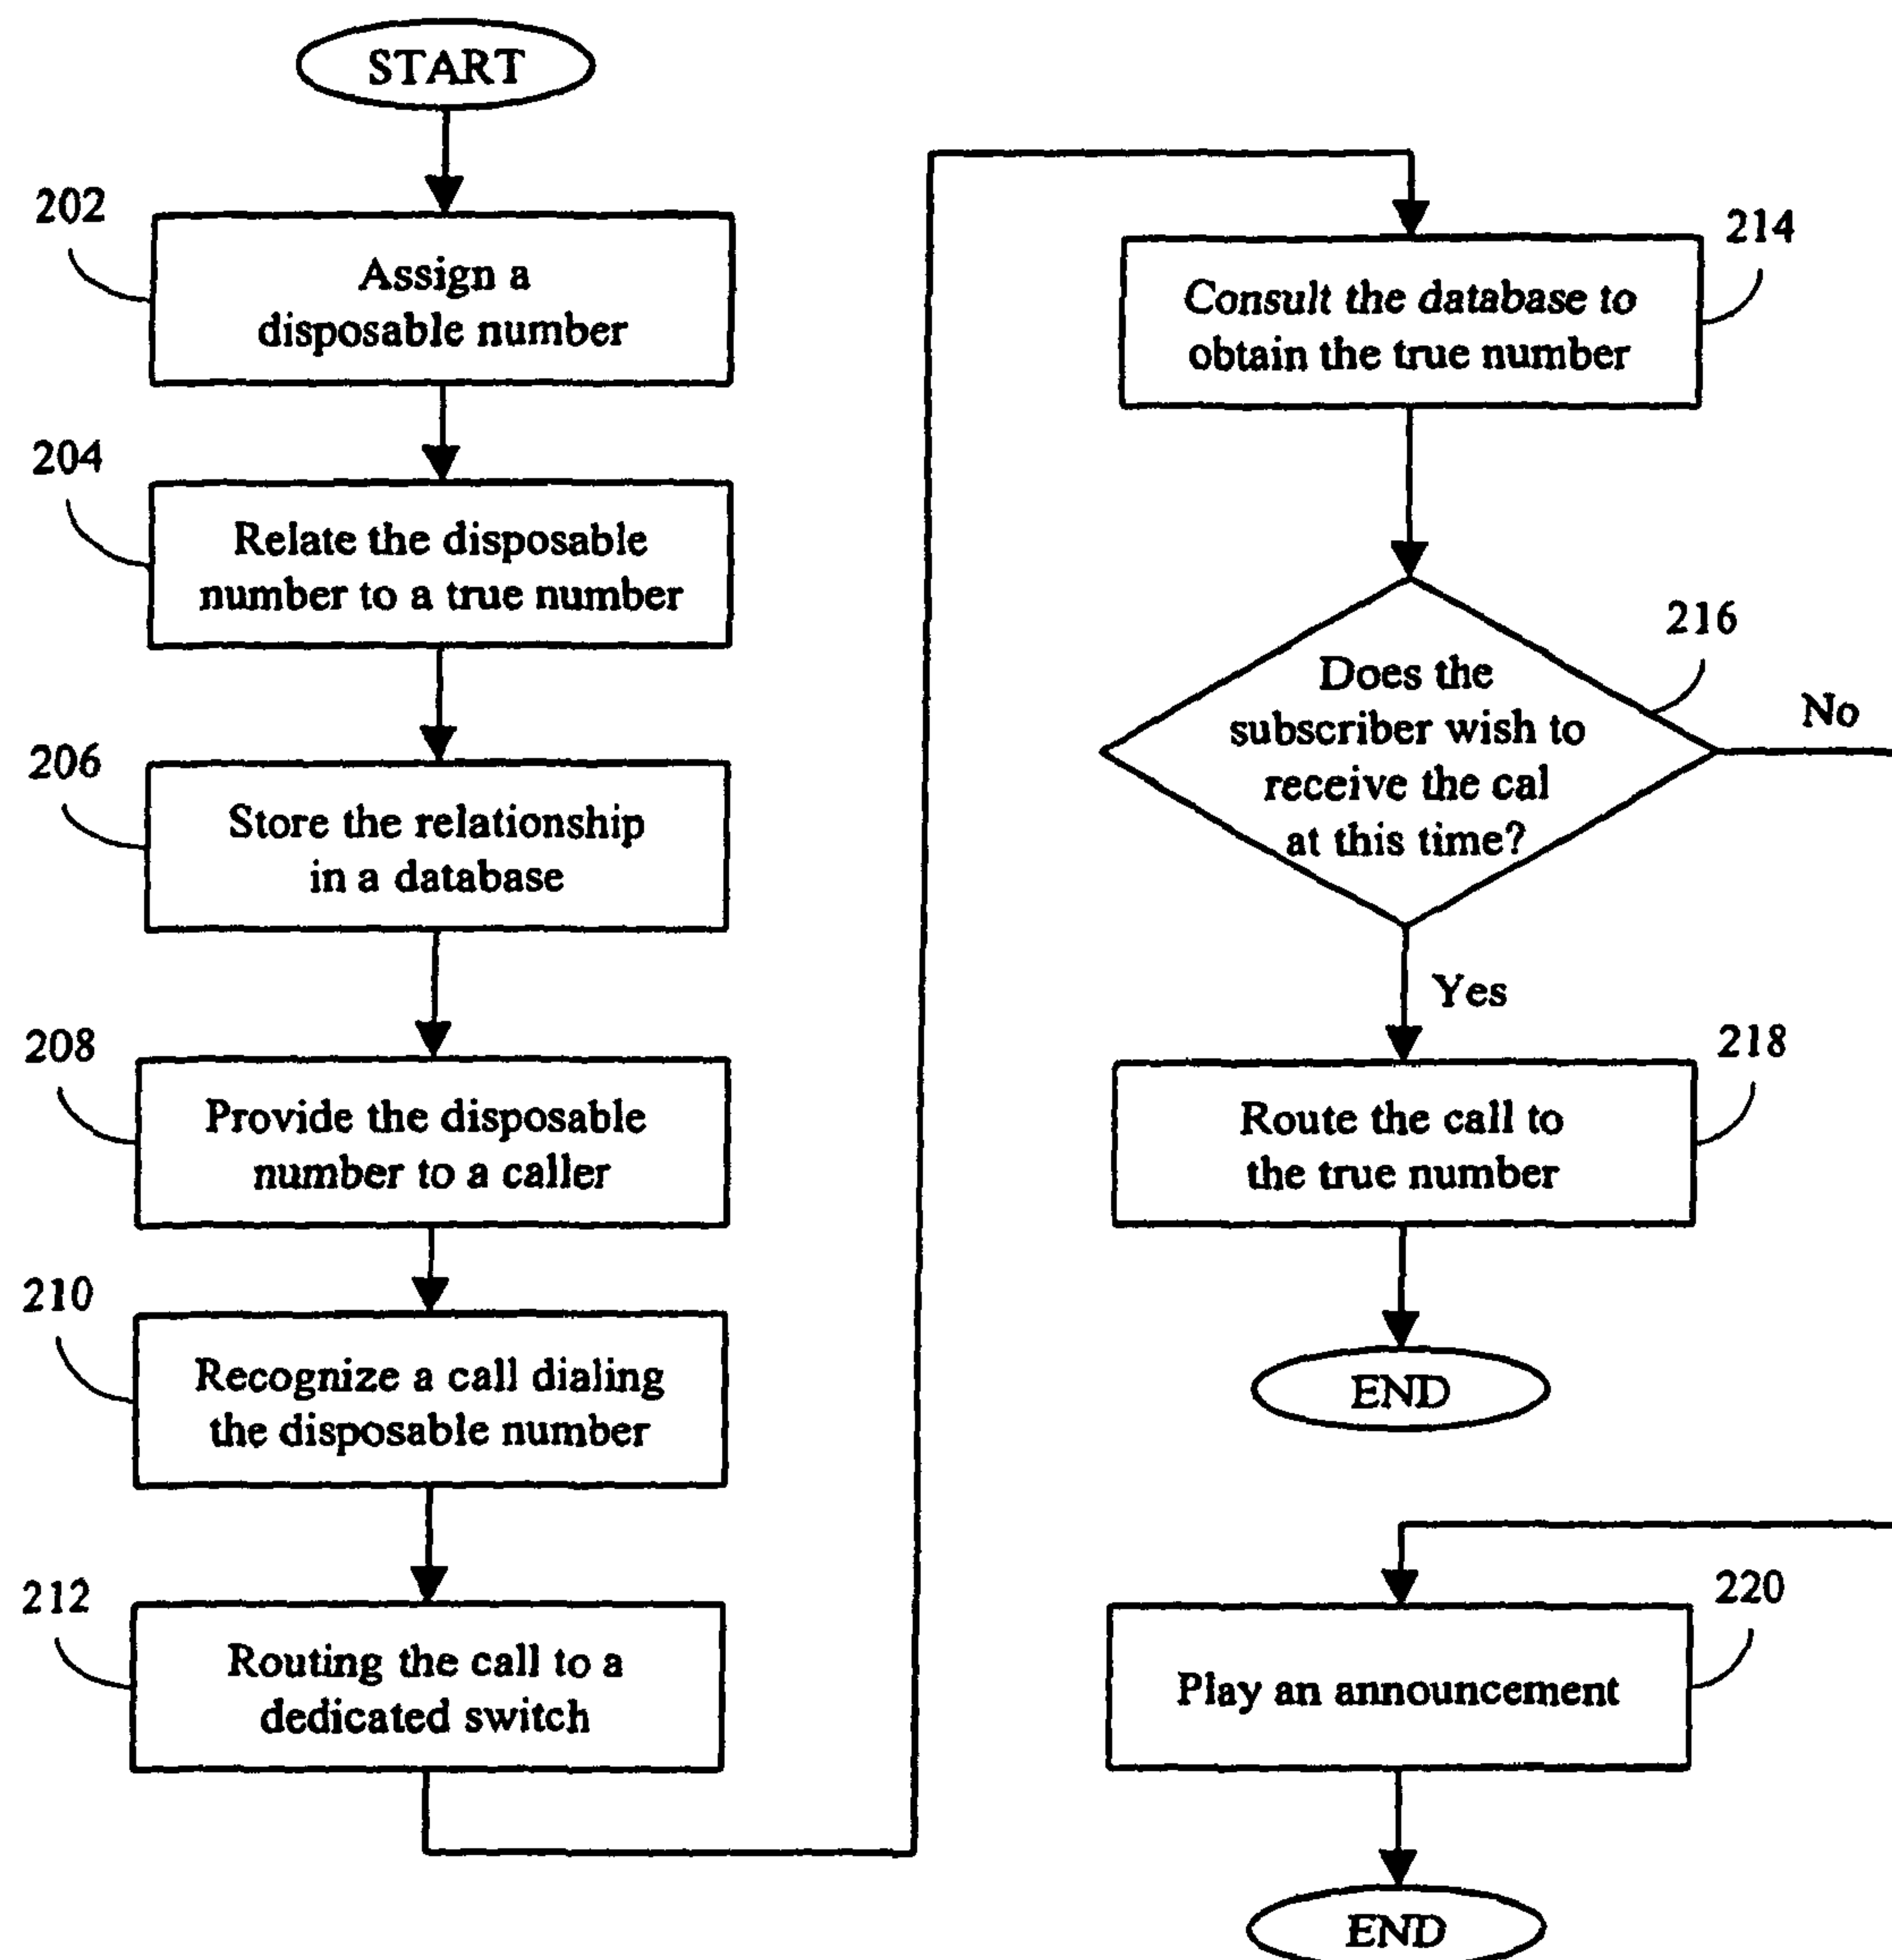 START
202
Assign a
disposable number
204
Relate the disposable
number to a true number
206
Store the relationship
in a database
208
Provide the disposable
number to a caller
210
Recognize a call dialing
the disposable number
212
Routing the call to a
dedicated switch
214
Consult the database to
obtain the true number
216
Does the
subscriber wish to
receive the cal
at this time?
No
Yes
218
Route the call to
the true number
END
220
Play an announcement
END